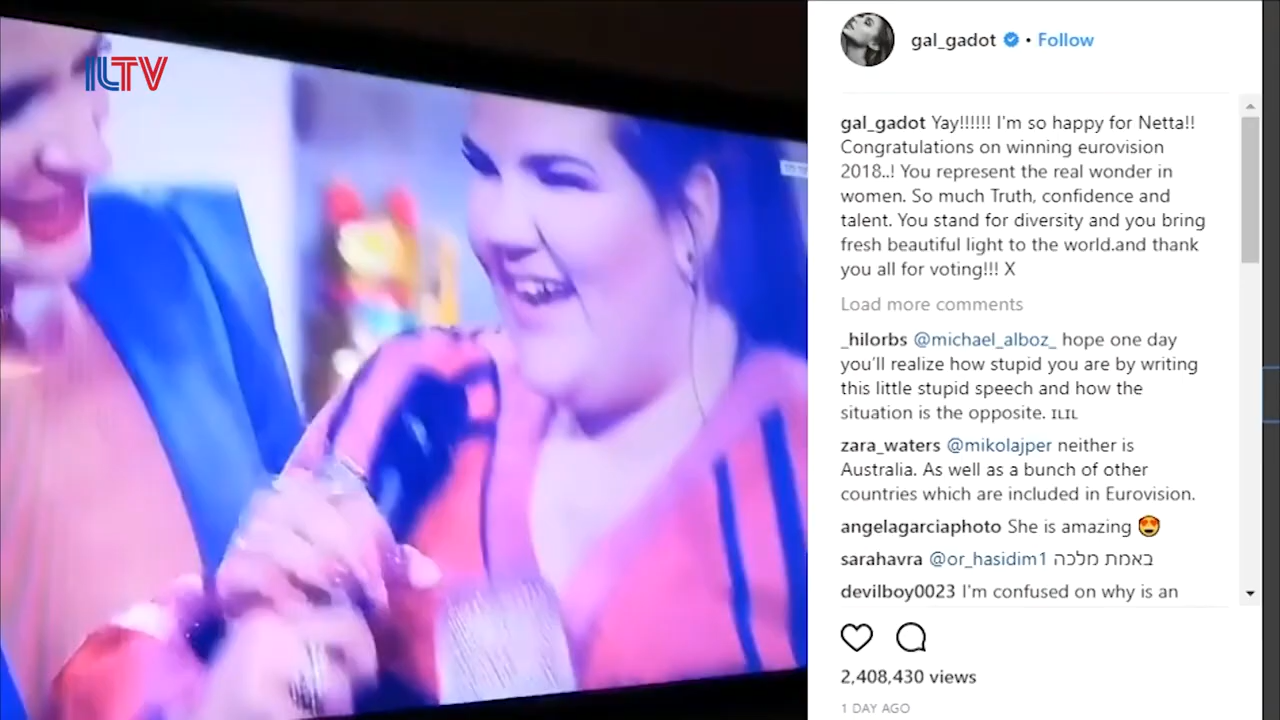 ILTV
gal_gadot • Follow
gal_gadot Yay!!!!!! I'm so happy for Netta!!
Congratulations on winning eurovision
2018..! You represent the real wonder in
women. So much Truth, confidence and
talent. You stand for diversity and you bring
fresh beautiful light to the world.and thank
you all for voting!!! X
Load more comments
_hilorbs @michael_alboz_ hope one day
you'll realize how stupid you are by writing
this little stupid speech and how the
situation is the opposite. ILIL
zara_waters @mikolajper neither is
Australia. As well as a bunch of other
countries which are included in Eurovision.
angelagarciaphoto She is amazing 😍
sarahavra @or_hasidim1 באמת מלכה
devilboy0023 I'm confused on why is an
2,408,430 views
1 DAY AGO